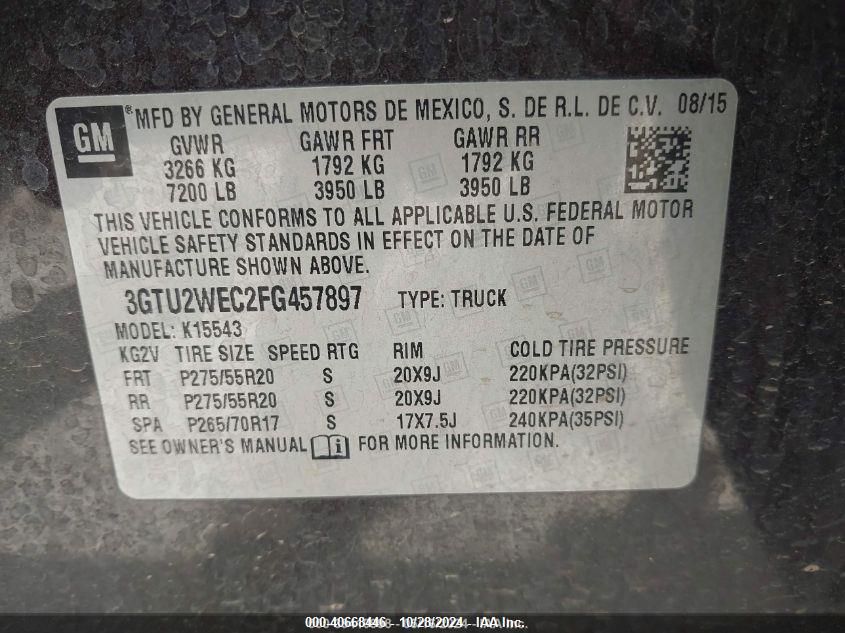 GM ® MFD BY GENERAL MOTORS DE MEXICO, S. DE R.L. DE C.V. 08/15
GVWR GAWR FRT GAWR RR
3266 KG 1792 KG 1792 KG
7200 LB 3950 LB 3950 LB
THIS VEHICLE CONFORMS TO ALL APPLICABLE U.S. FEDERAL MOTOR
VEHICLE SAFETY STANDARDS IN EFFECT ON THE DATE OF
MANUFACTURE SHOWN ABOVE.
3GTU2WEC2FG457897 TYPE: TRUCK
MODEL: K15543
KG2V TIRE SIZE SPEED RTG RIM COLD TIRE PRESSURE
FRT P275/55R20 S 20X9J 220KPA(32PSI)
RR P275/55R20 S 20X9J 220KPA(32PSI)
SPA P265/70R17 S 17X7.5J 240KPA(35PSI)
SEE OWNER'S MANUAL i FOR MORE INFORMATION.
000-40668446 - 10/28/2024 - IAA Inc.